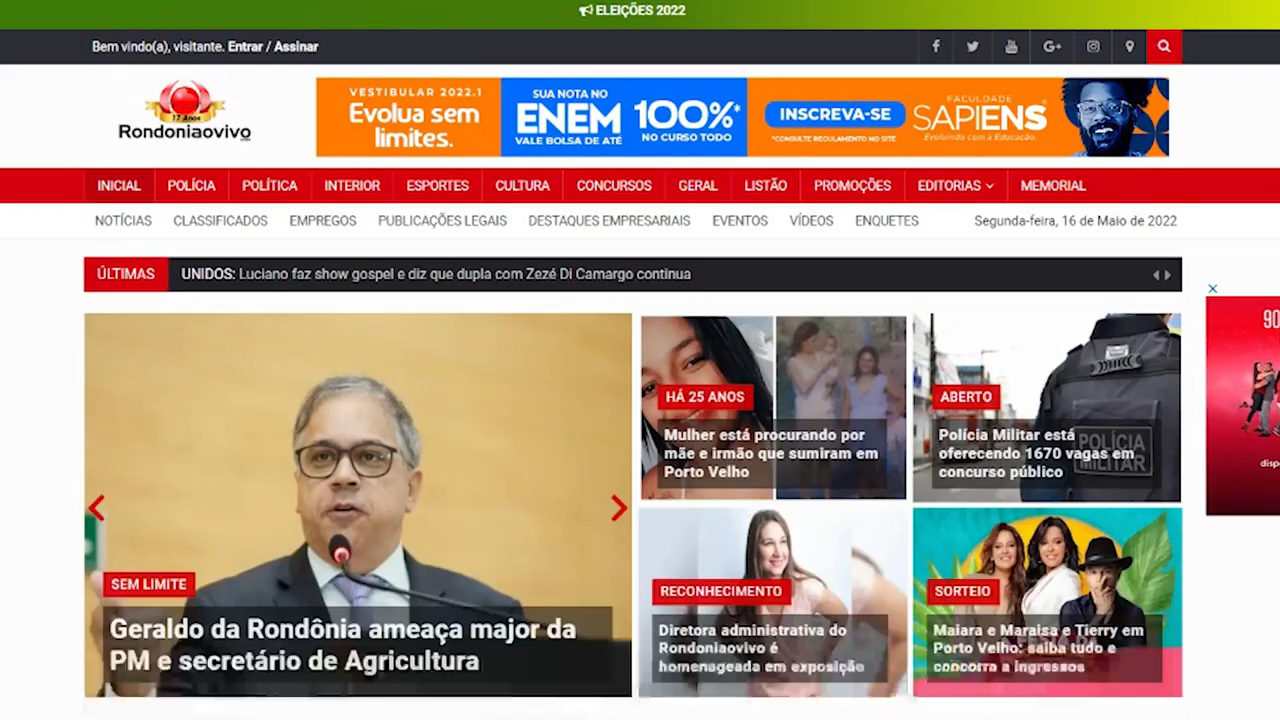 ELEIÇÕES 2022
Bem vindo(a), visitante. Entrar / Assinar
17 Anos
Rondoniaovivo
VESTIBULAR 2022.1
Evolua sem
limites.
SUA NOTA NO
ENEM
VALE BOLSA DE ATÉ
100%*
NO CURSO TODO
INSCREVA-SE
*CONSULTE REGULAMENTO NO SITE
FACULDADE
SAPIENS
Evoluindo com a Educação.
INICIAL POLÍCIA POLÍTICA INTERIOR ESPORTES CULTURA CONCURSOS GERAL LISTÃO PROMOÇÕES EDITORIAS MEMORIAL
NOTÍCIAS CLASSIFICADOS EMPREGOS PUBLICAÇÕES LEGAIS DESTAQUES EMPRESARIAIS EVENTOS VÍDEOS ENQUETES Segunda-feira, 16 de Maio de 2022
ÚLTIMAS UNIDOS: Luciano faz show gospel e diz que dupla com Zezé Di Camargo continua
90
SEM LIMITE
Geraldo da Rondônia ameaça major da
PM e secretário de Agricultura
HÁ 25 ANOS
Mulher está procurando por
mãe e irmão que sumiram em
Porto Velho
ABERTO
Polícia Militar está
oferecendo 1670 vagas em
concurso público
POLÍCIA
MILITAR
disp
RECONHECIMENTO
Diretora administrativa do
Rondoniaovivo é
homenageada em exposição
SORTEIO
Maiara e Maraisa e Tierry em
Porto Velho: saiba tudo e
concorra a ingressos